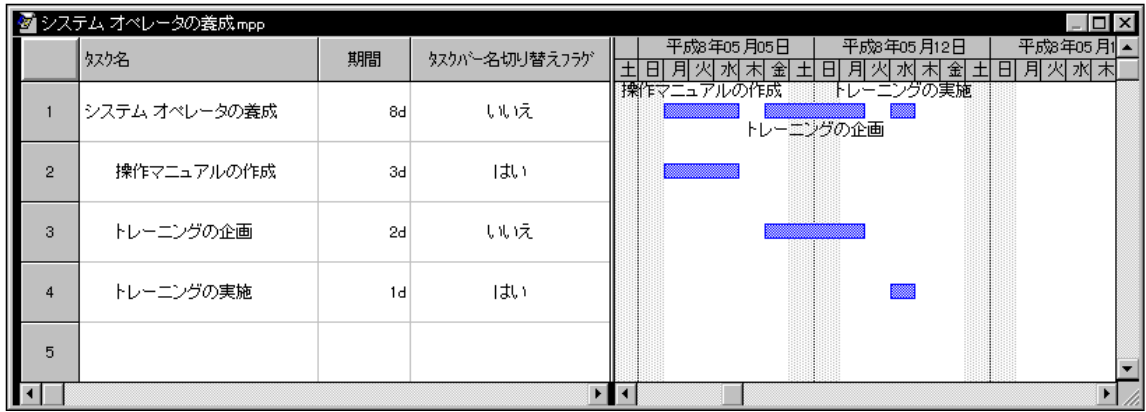 システム オペレータの養成.mpp
タスク名 期間 タスクバー名切り替えフラグ
平成8年05月05日 平成8年05月12日 平成8年05月1
土 日 月 火 水 木 金 土 日 月 火 水 木 金 土 日 月 火 水 木
1 システム オペレータの養成 8d いいえ
操作マニュアルの作成 トレーニングの実施
トレーニングの企画
2 操作マニュアルの作成 3d はい
3 トレーニングの企画 2d いいえ
4 トレーニングの実施 1d はい
5